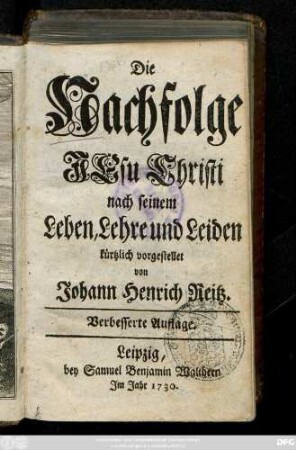 Die
Nachfolge
JEsu Christi
nach seinem
Leben, Lehre und Leiden
kürtzlich vorgestellet
von
Johann Henrich Reitz.
Verbesserte Auflage.
Leipzig,
bey Samuel Benjamin Walthern
Im Jahr 1730.
DFG